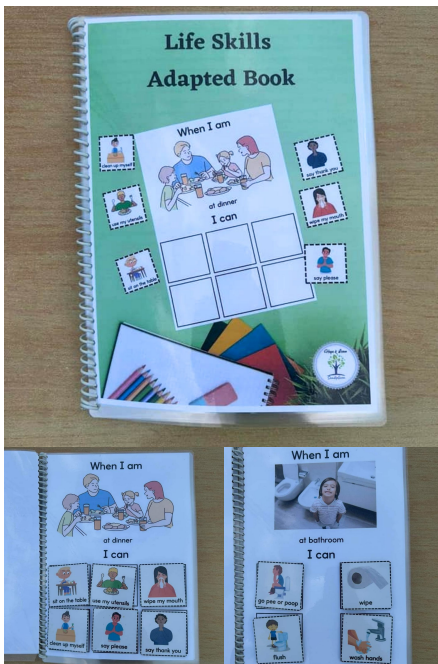 Life Skills
Adapted Book
When I am
at dinner
I can
clean up myself
use my utensils
sit on the table
say thank you
wipe my mouth
say please
When I am
at dinner
I can
sit on the table
use my utensils
wipe my mouth
clean up myself
say please
say thank you
When I am
at bathroom
I can
go pee or poop
wipe
flush
wash hands